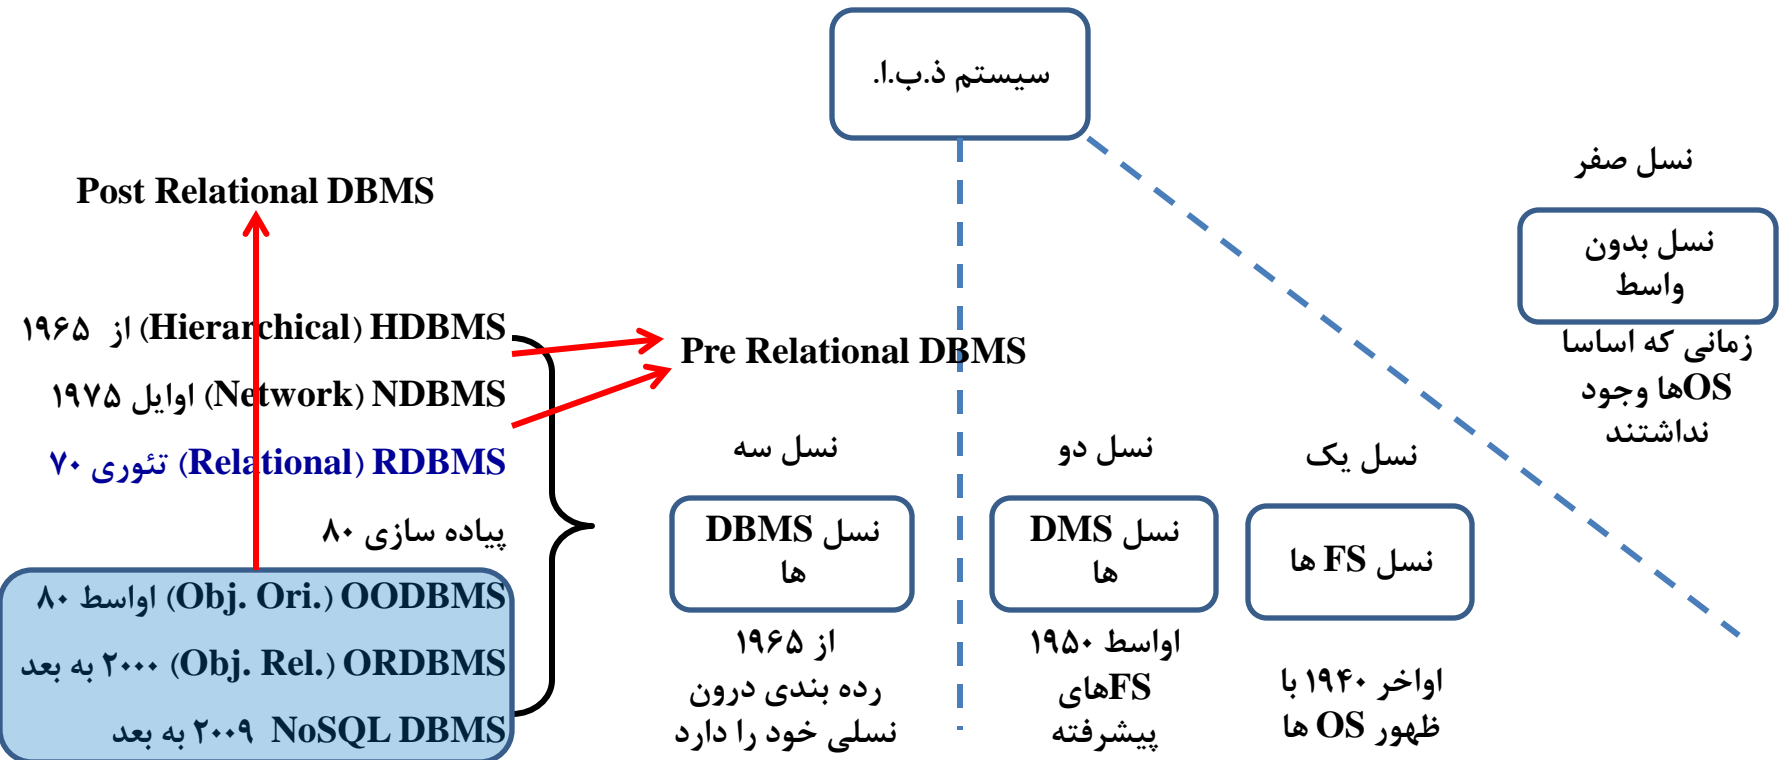 سیستم ذ.ب.ا.
نسل صفر
نسل بدون
واسط
زمانی که اساسا
OSها وجود
نداشتند
نسل یک
نسل FS ها
اواخر ۱۹۴۰ با
ظهور OS ها
نسل دو
نسل DMS
ها
اواسط ۱۹۵۰
FSهای
پیشرفته
نسل سه
نسل DBMS
ها
از ۱۹۶۵
رده بندی درون
نسلی خود را دارد
Pre Relational DBMS
Post Relational DBMS
HDBMS (Hierarchical) از ۱۹۶۵
NDBMS (Network) اوایل ۱۹۷۵
RDBMS (Relational) تئوری ۷۰
پیاده سازی ۸۰
OODBMS (Obj. Ori.) اواسط ۸۰
ORDBMS (Obj. Rel.) ۲۰۰۰ به بعد
NoSQL DBMS ۲۰۰۹ به بعد